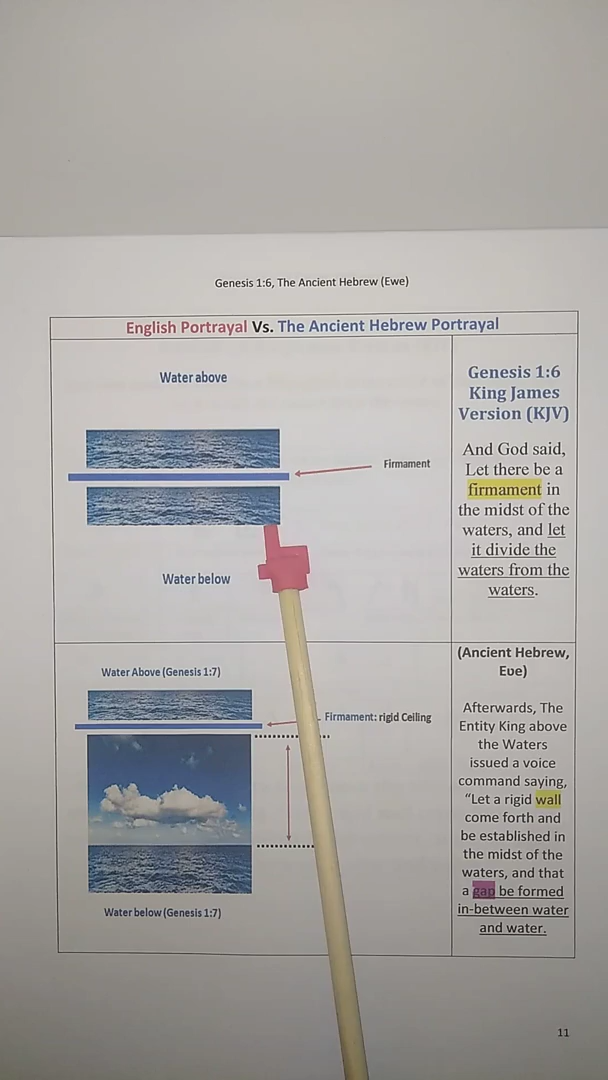 Genesis 1:6, The Ancient Hebrew (Ewe)
English Portrayal Vs. The Ancient Hebrew Portrayal
Water above
Firmament
Water below
Genesis 1:6
King James
Version (KJV)
And God said,
Let there be a
firmament in
the midst of the
waters, and let
it divide the
waters from the
waters.
Water Above (Genesis 1:7)
Firmament: rigid Ceiling
Water below (Genesis 1:7)
(Ancient Hebrew,
Eʋe)
Afterwards, The
Entity King above
the Waters
issued a voice
command saying,
“Let a rigid wall
come forth and
be established in
the midst of the
waters, and that
a gap be formed
in-between water
and water.
11